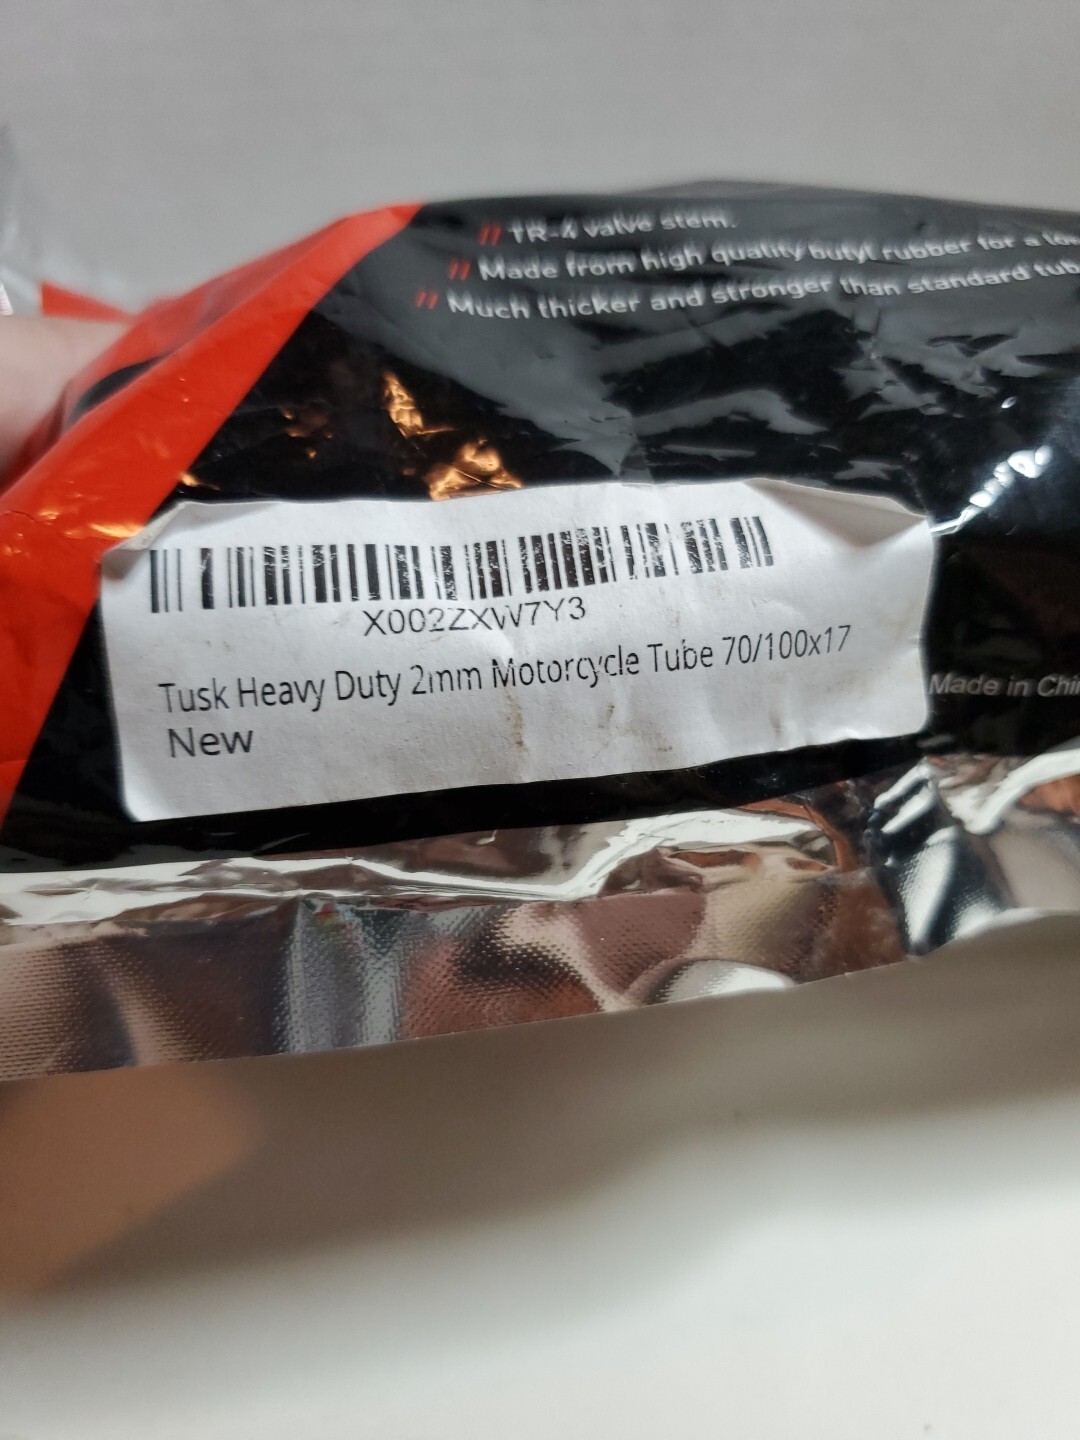 TR-4 valve stem.
Made from high quality butyl rubber for a
Much thicker and stronger than standard
X002ZXW7Y3
Tusk Heavy Duty 2mm Motorcycle Tube 70/100x17
New
Made in